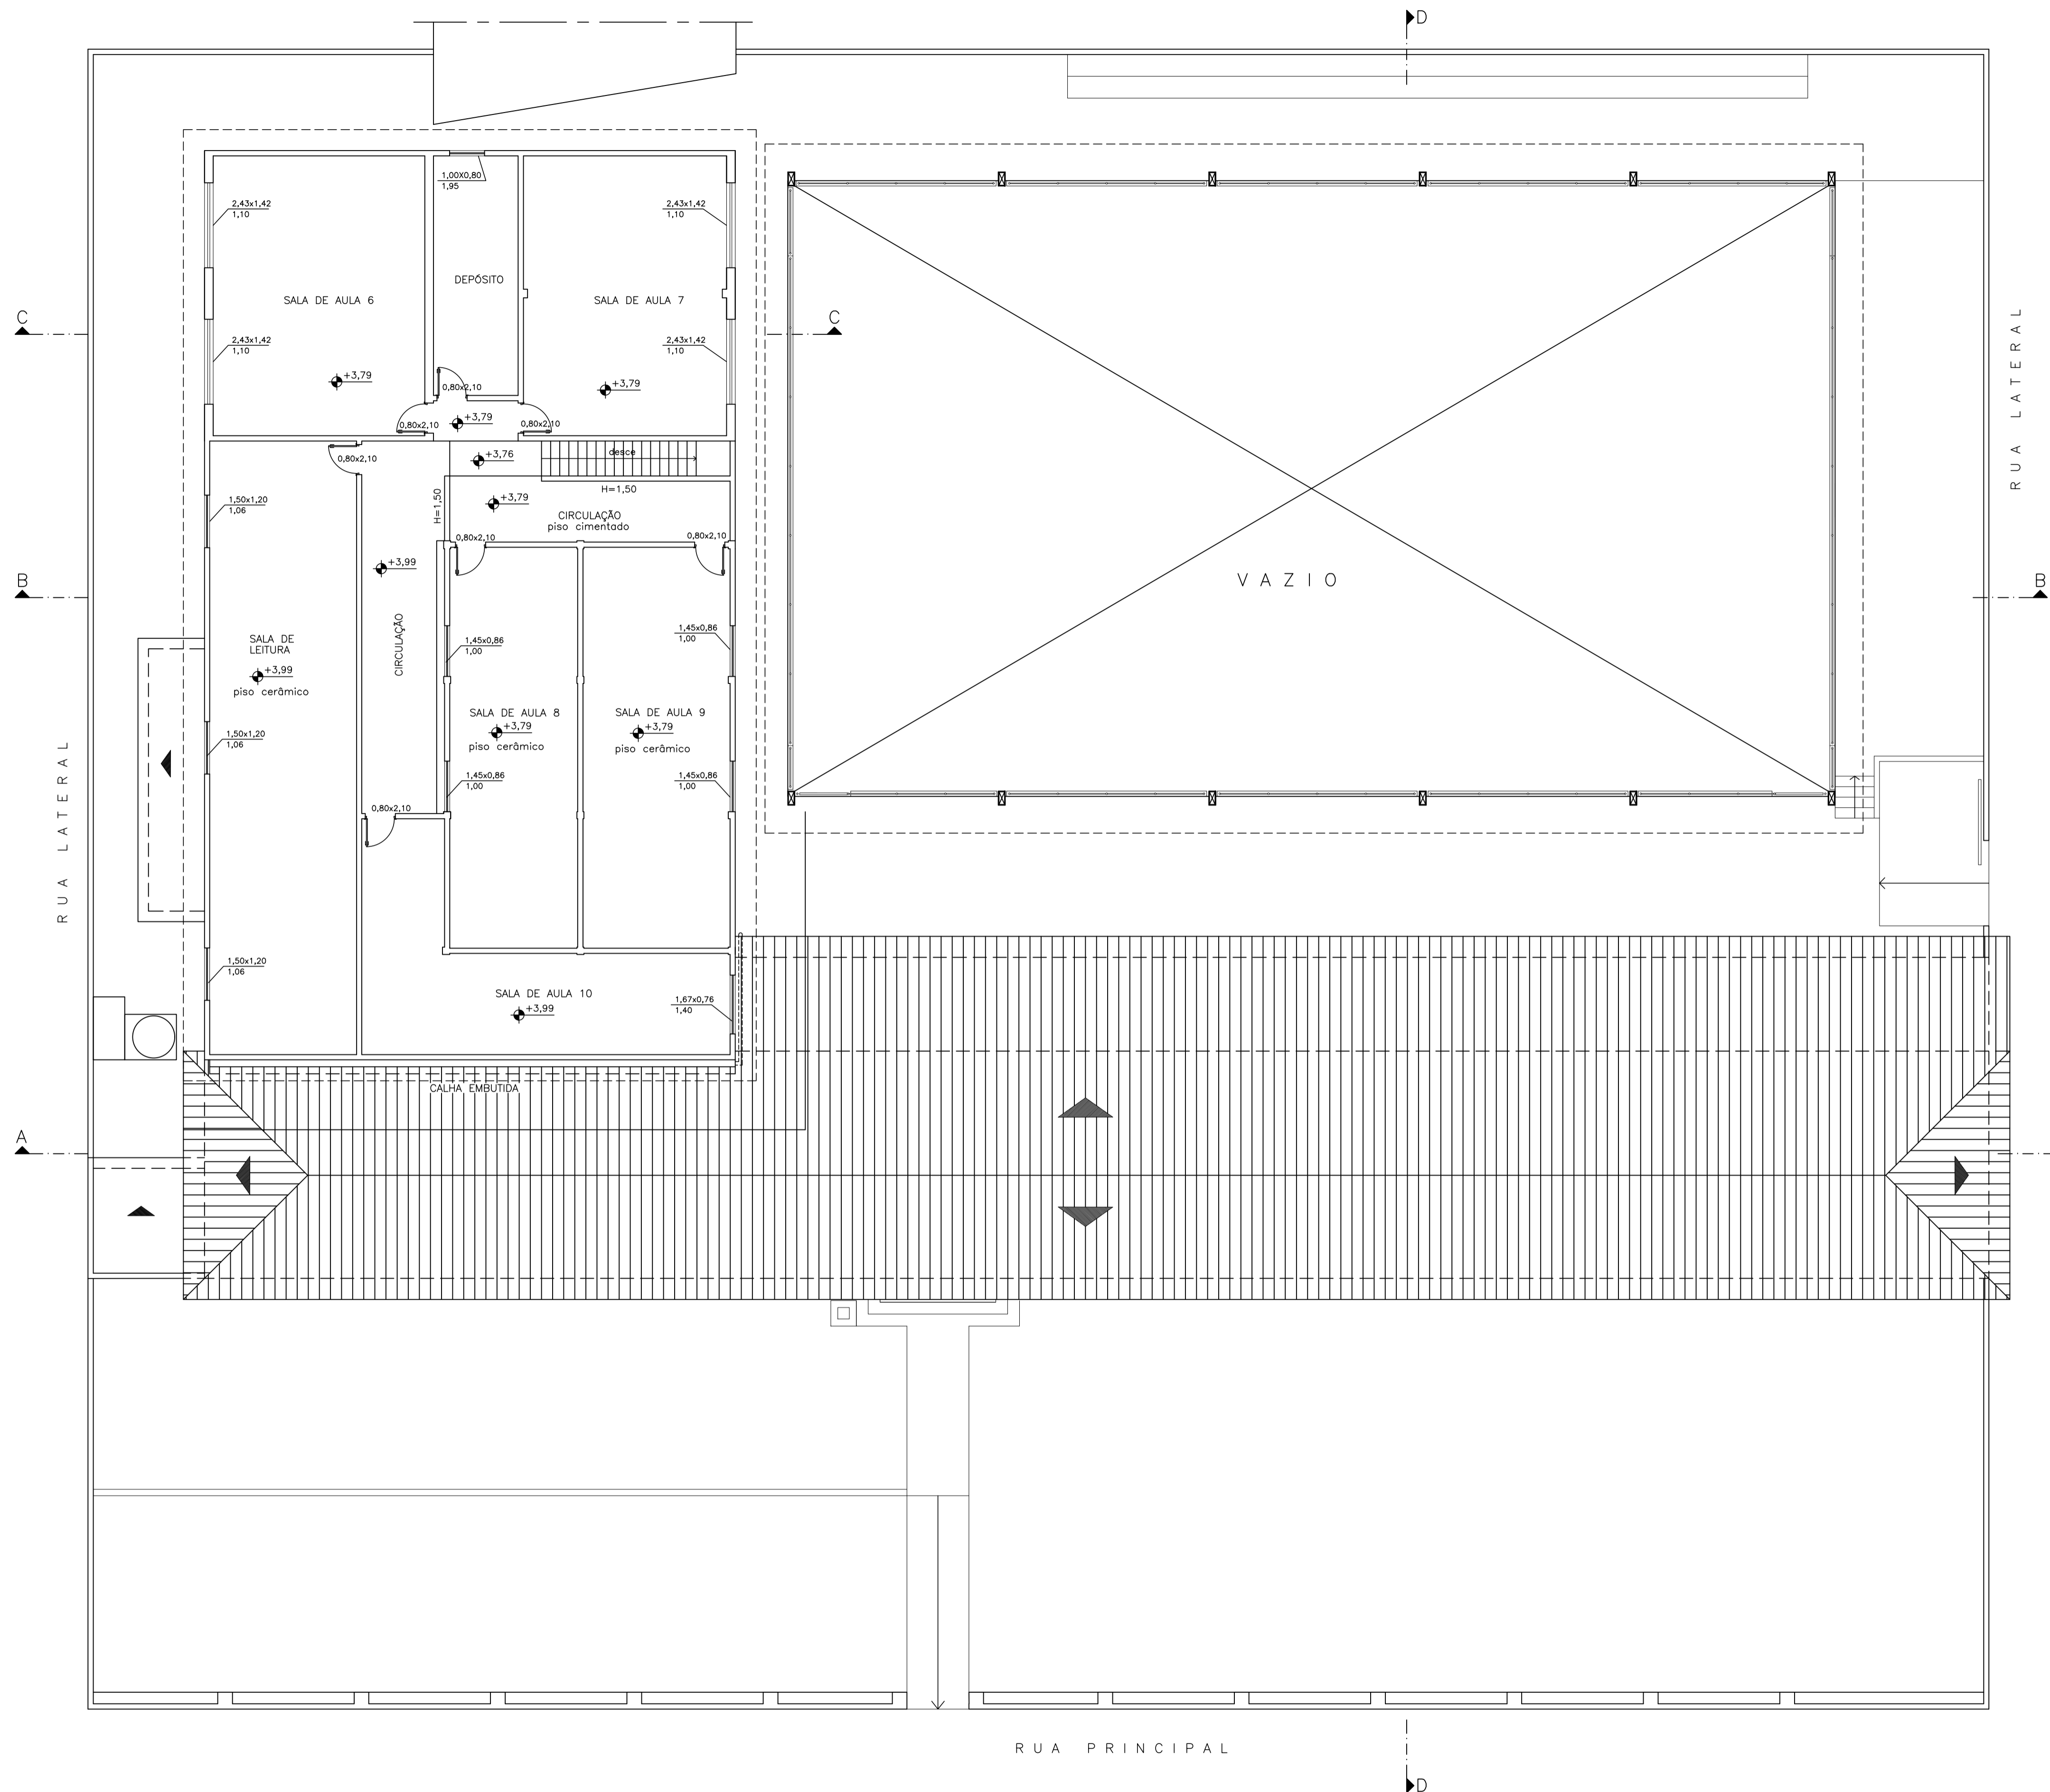 D
1,00X0,80
1,95
2,43x1,42
1,10
2,43x1,42
1,10
DEPÓSITO
SALA DE AULA 6
SALA DE AULA 7
C
C
RUA LATERAL
2,43x1,42
1,10
2,43x1,42
1,10
+3,79
0,80x2,10
+3,79
+3,79
0,80x2,10
0,80x2,10
0,80x2,10
+3,76
desce
H=1,50
H=1,50
+3,79
1,50x1,20
1,06
CIRCULAÇÃO
piso cimentado
0,80x2,10
0,80x2,10
+3,99
B
VAZIO
B
CIRCULAÇÃO
SALA DE
LEITURA
+3,99
piso cerâmico
1,45x0,86
1,00
1,45x0,86
1,00
SALA DE AULA 8
+3,79
piso cerâmico
SALA DE AULA 9
+3,79
piso cerâmico
1,50x1,20
1,06
1,45x0,86
1,00
1,45x0,86
1,00
RUA LATERAL
0,80x2,10
1,50x1,20
1,06
SALA DE AULA 10
+3,99
1,67x0,76
1,40
CALHA EMBUTIDA
A
RUA PRINCIPAL
D